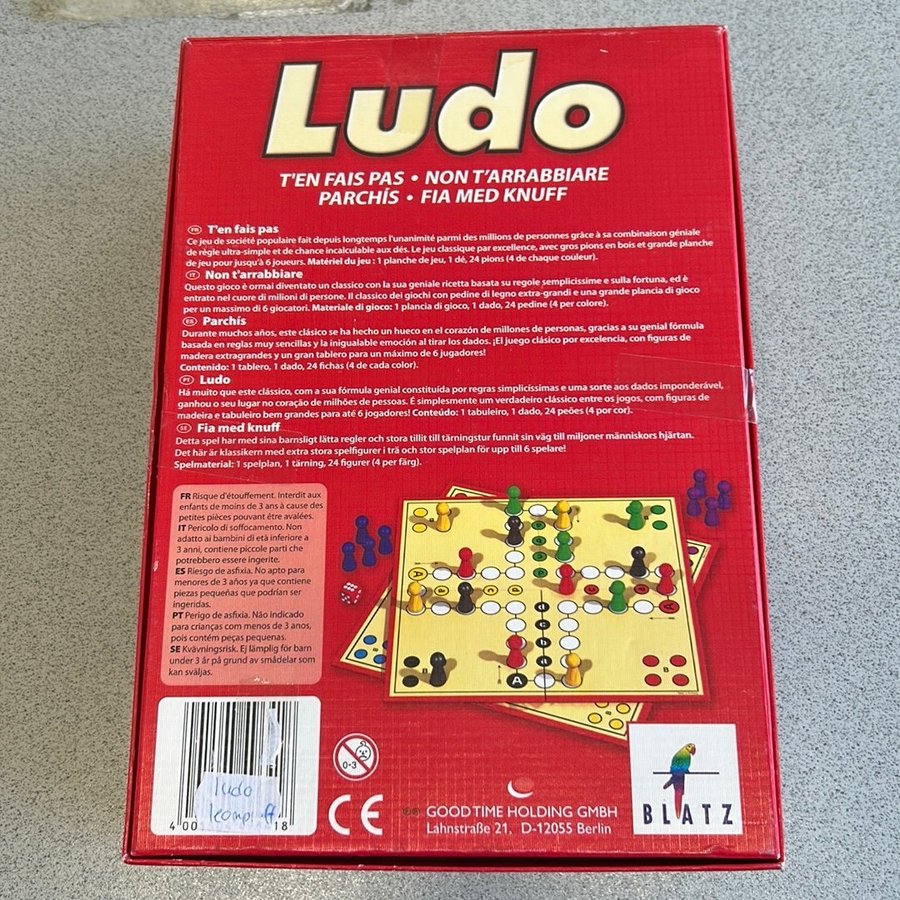 Ludo
T'EN FAIS PAS • NON T'ARRABBIARE
PARCHÍS • FIA MED KNUFF
FR T'en fais pas
Ce jeu de société populaire fait depuis longtemps l'unanimité parmi des millions de personnes grâce à sa combinaison géniale
de règle ultra-simple et de chance incalculable aux dés. Le jeu classique par excellence, avec gros pions en bois et grande planche
de jeu pour jusqu'à 6 joueurs. Matériel du jeu : 1 planche de jeu, 1 dé, 24 pions (4 de chaque couleur).
IT Non t'arrabbiare
Questo gioco è ormai diventato un classico con la sua geniale ricetta basata su regole semplicissime e sulla fortuna, ed è
entrato nel cuore di milioni di persone. Il classico dei giochi con pedine di legno extra-grandi e una grande plancia di gioco
per un massimo di 6 giocatori. Materiale di gioco: 1 plancia di gioco, 1 dado, 24 pedine (4 per colore).
ES Parchís
Durante muchos años, este clásico se ha hecho un hueco en el corazón de millones de personas, gracias a su genial fórmula
basada en reglas muy sencillas y la inigualable emoción al tirar los dados. ¡El juego clásico por excelencia, con figuras de
madera extragrandes y un gran tablero para un máximo de 6 jugadores!
Contenido: 1 tablero, 1 dado, 24 fichas (4 de cada color).
PT Ludo
Há muito que este clássico, com a sua fórmula genial constituída por regras simplicíssimas e uma sorte aos dados imponderável,
ganhou o seu lugar no coração de milhões de pessoas. É simplesmente um verdadeiro clássico entre os jogos, com figuras de
madeira e tabuleiro bem grandes para até 6 jogadores! Conteúdo: 1 tabuleiro, 1 dado, 24 peões (4 por cor).
SE Fia med knuff
Detta spel har med sina barnsligt lätta regler och stora tillit till tärningstur funnit sin väg till miljoner människors hjärtan.
Det här är klassikern med extra stora spelfigurer i trä och stor spelplan för upp till 6 spelare!
Spelmaterial: 1 spelplan, 1 tärning, 24 figurer (4 per färg).
FR Risque d'étouffement. Interdit aux
enfants de moins de 3 ans à cause des
petites pièces pouvant être avalées.
IT Pericolo di soffocamento. Non
adatto ai bambini di età inferiore a
3 anni, contiene piccole parti che
potrebbero essere ingerite.
ES Riesgo de asfixia. No apto para
menores de 3 años ya que contiene
piezas pequeñas que podrían ser
ingeridas.
PT Perigo de asfixia. Não indicado
para crianças com menos de 3 anos,
pois contém peças pequenas.
SE Kvävningsrisk. Ej lämplig för barn
under 3 år på grund av smådelar som
kan sväljas.
ludo
4 00 18
0-3
CE
GOOD TIME HOLDING GMBH
Lahnstraße 21, D-12055 Berlin
BLATZ